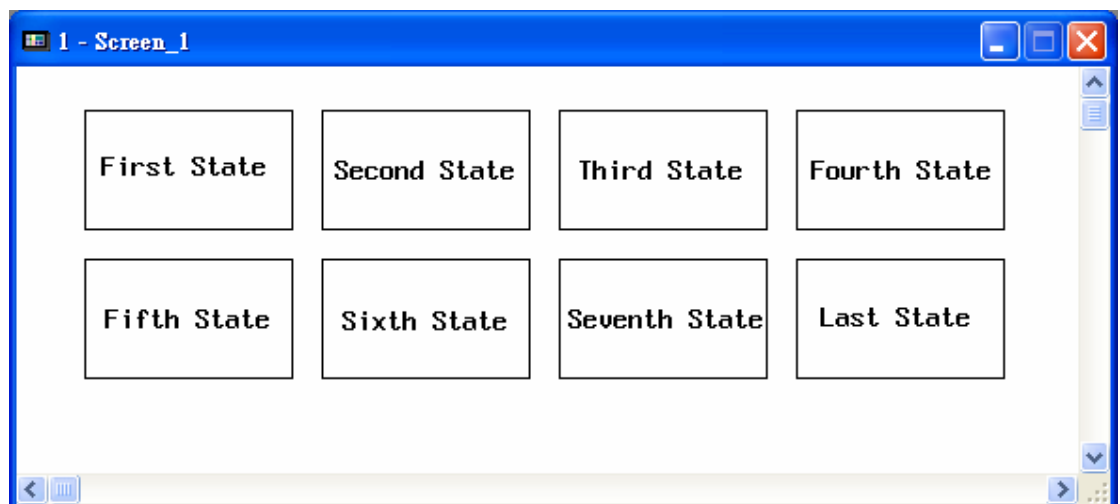 1 - Screen_1
First State
Second State
Third State
Fourth State
Fifth State
Sixth State
Seventh State
Last State